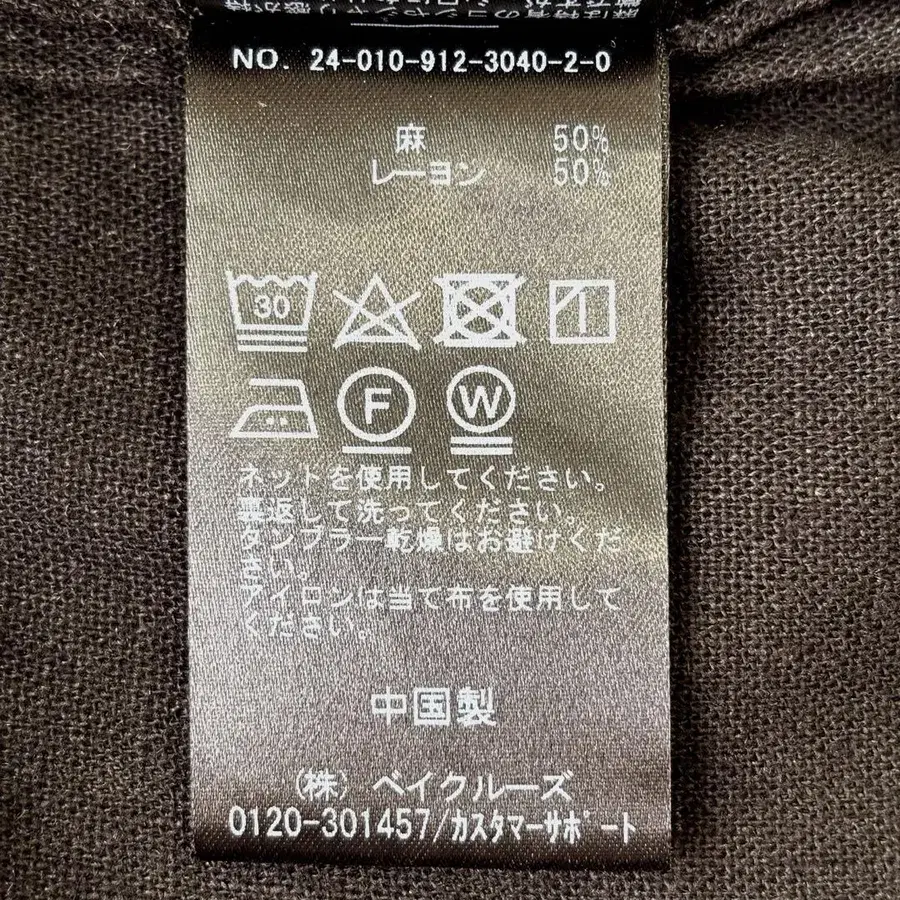 NO. 24-010-912-3040-2-0
麻 50%
レーヨン 50%
30
F
W
ネットを使用してください。
裏返して洗ってください。
タンブラー乾燥はお避けくだ
さい。
アイロンは当て布を使用して
ください。
中国製
(株) ベイクルーズ
0120-301457/カスタマーサポート